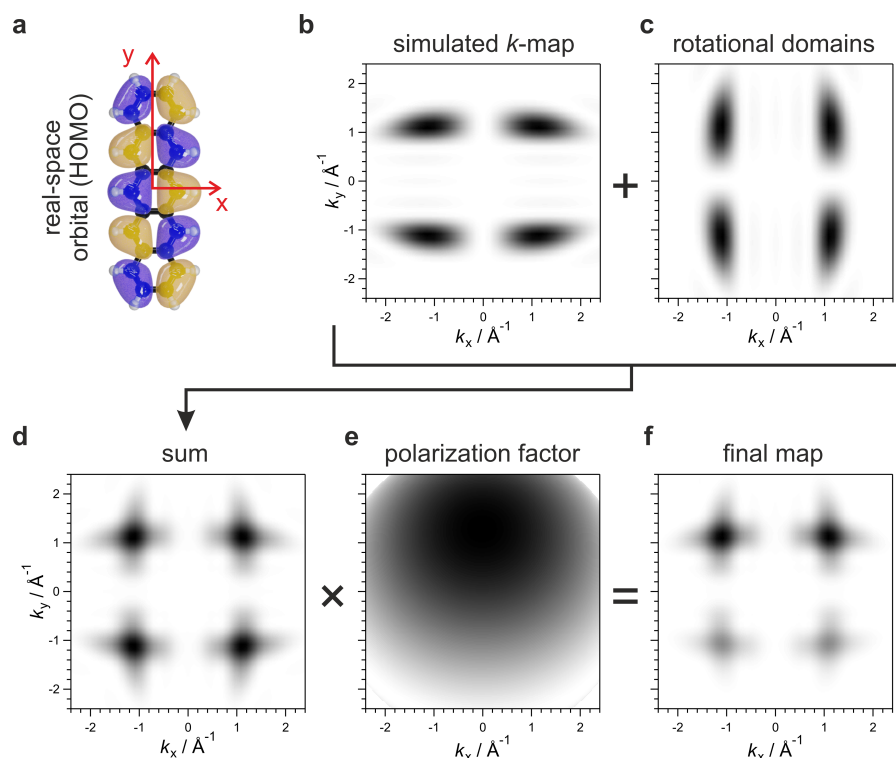 a
real-space
orbital (HOMO)
y
x
b
simulated k-map
k_y / Å⁻¹
2
1
0
-1
-2
-2 -1 0 1 2
k_x / Å⁻¹
+
c
rotational domains
-2 -1 0 1 2
k_x / Å⁻¹
d
sum
k_y / Å⁻¹
2
1
0
-1
-2
-2 -1 0 1 2
k_x / Å⁻¹
×
e
polarization factor
-2 -1 0 1 2
k_x / Å⁻¹
=
f
final map
-2 -1 0 1 2
k_x / Å⁻¹